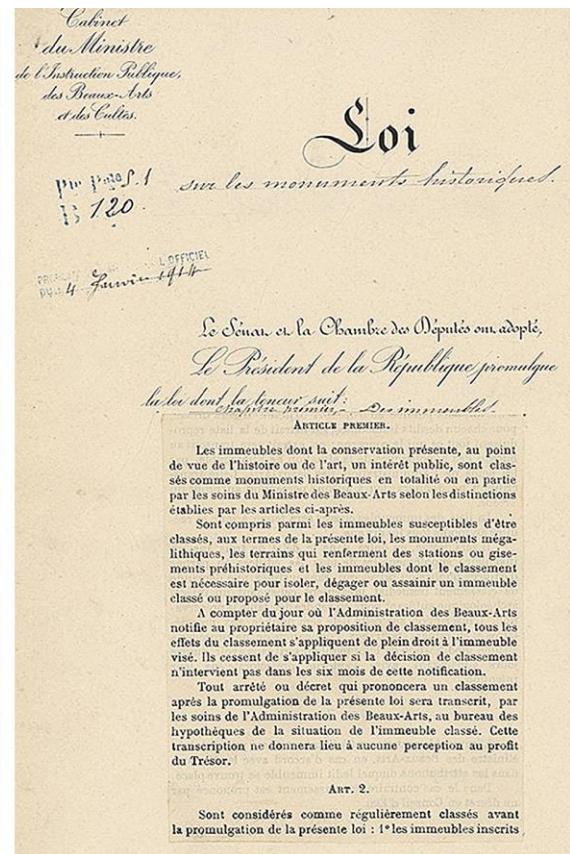 Cabinet
du Ministre
de l'Instruction Publique,
des Beaux-Arts
et des Cultes.
Loi
sur les monuments historiques.
120.
OFFICIEL
4 Janvier 1914
Le Sénat et la Chambre des Députés ont adopté,
Le Président de la République promulgue
la loi dont la teneur suit:
Chapitre premier - Des immeubles.
ARTICLE PREMIER.
Les immeubles dont la conservation présente, au point
de vue de l'histoire ou de l'art, un intérêt public, sont clas-
sés comme monuments historiques en totalité ou en partie
par les soins du Ministre des Beaux-Arts selon les distinctions
établies par les articles ci-après.
Sont compris parmi les immeubles susceptibles d'être
classés, aux termes de la présente loi, les monuments méga-
lithiques, les terrains qui renferment des stations ou gise-
ments préhistoriques et les immeubles dont le classement
est nécessaire pour isoler, dégager ou assainir un immeuble
classé ou proposé pour le classement.
A compter du jour où l'Administration des Beaux-Arts
notifie au propriétaire sa proposition de classement, tous les
effets du classement s'appliquent de plein droit à l'immeuble
visé. Ils cessent de s'appliquer si la décision de classement
n'intervient pas dans les six mois de cette notification.
Tout arrêté ou décret qui prononcera un classement
après la promulgation de la présente loi sera transcrit, par
les soins de l'Administration des Beaux-Arts, au bureau des
hypothèques de la situation de l'immeuble classé. Cette
transcription ne donnera lieu à aucune perception au profit
du Trésor.
ART. 2.
Sont considérés comme régulièrement classés avant
la promulgation de la présente loi : 1° les immeubles inscrits